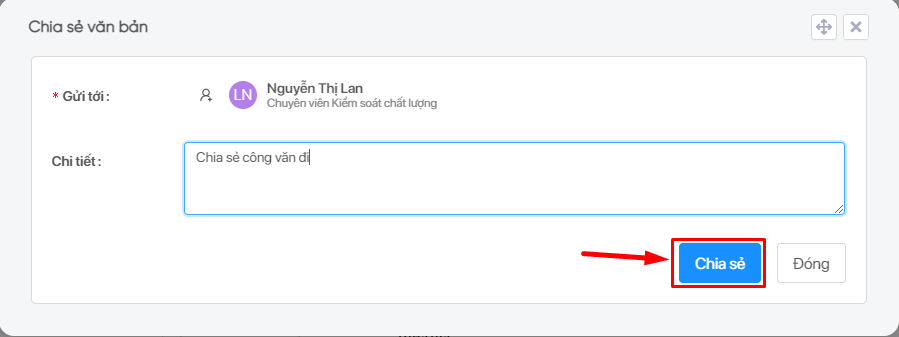 Chia sẻ văn bản
* Gửi tới :
LN
Nguyễn Thị Lan
Chuyên viên Kiểm soát chất lượng
Chi tiết :
Chia sẻ công văn đi
Chia sẻ
Đóng